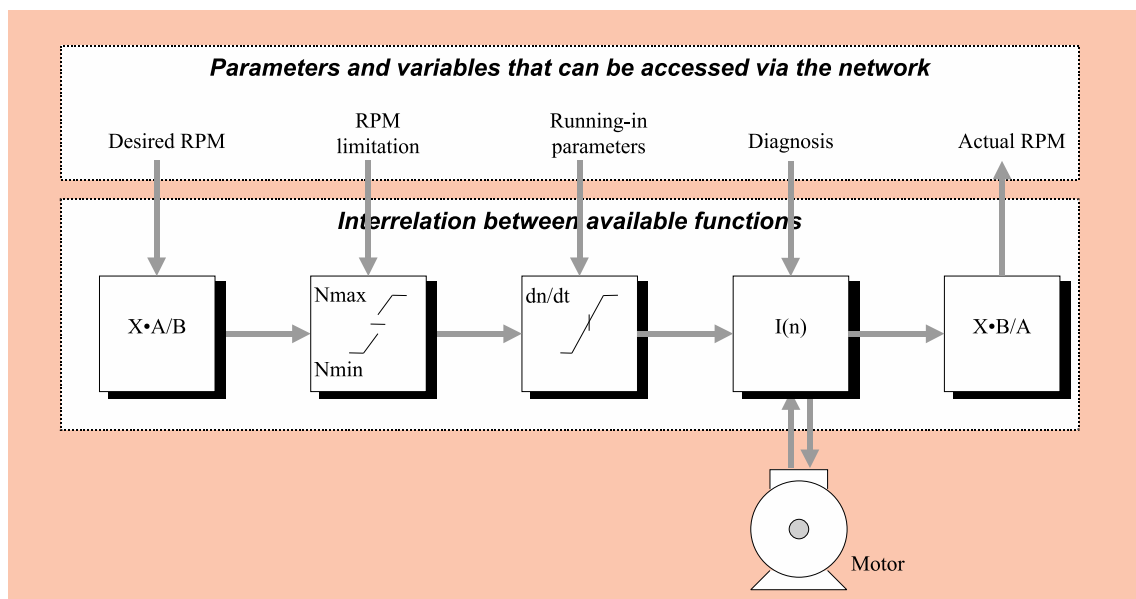 Parameters and variables that can be accessed via the network
Desired RPM
RPM
limitation
Running-in
parameters
Diagnosis
Actual RPM
Interrelation between available functions
X•A/B
Nmax
Nmin
dn/dt
I(n)
X•B/A
Motor